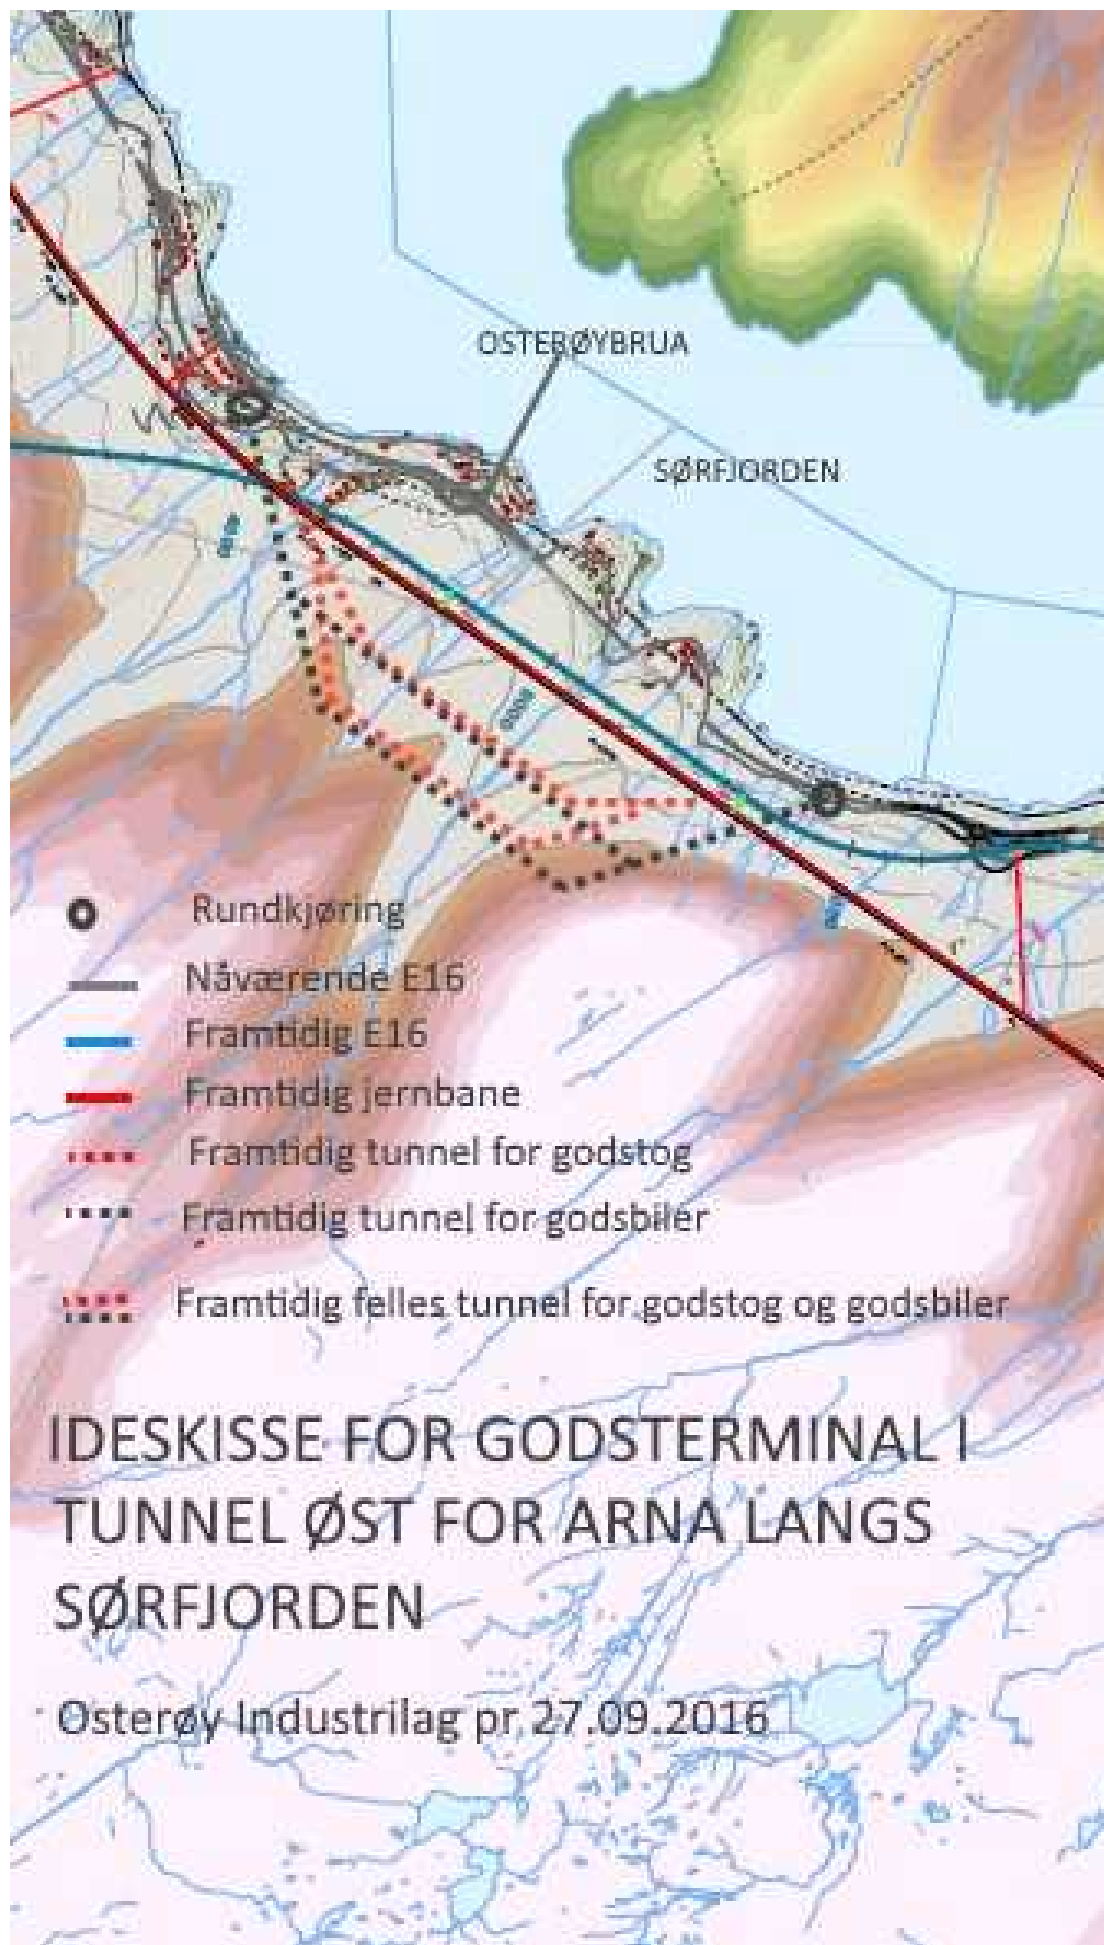 OSTERØYBRUA
SØRFJORDEN
Rundkjøring
Nåværende E16
Framtidig E16
Framtidig jernbane
Framtidig tunnel for godstog
Framtidig tunnel for godsbiler
Framtidig felles tunnel for godstog og godsbiler
IDESKISSE FOR GODSTERMINAL I
TUNNEL ØST FOR ARNA LANGS
SØRFJORDEN
Osterøy Industrilag pr 27.09.2016